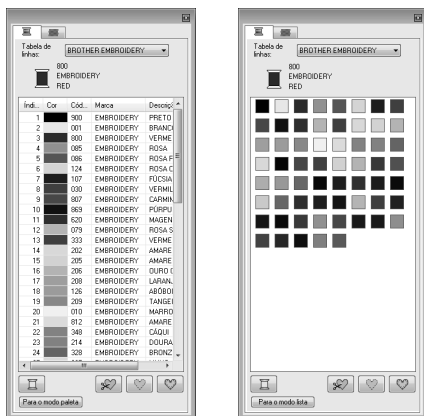 Tabela de linhas: BROTHER EMBROIDERY
800
EMBROIDERY
RED
Índi... Cor Cód... Marca Descriçã
1 900 EMBROIDERY PRETO
2 001 EMBROIDERY BRANCO
3 800 EMBROIDERY VERME
4 085 EMBROIDERY ROSA
5 086 EMBROIDERY ROSA F
6 124 EMBROIDERY ROSA C
7 107 EMBROIDERY FÚCSIA
8 030 EMBROIDERY VERMIL
9 807 EMBROIDERY CARMIN
10 869 EMBROIDERY PÚRPU
11 620 EMBROIDERY MAGEN
12 079 EMBROIDERY ROSA S
13 333 EMBROIDERY VERME
14 202 EMBROIDERY AMARE
15 205 EMBROIDERY AMARE
16 206 EMBROIDERY OURO
17 208 EMBROIDERY LARAN
18 126 EMBROIDERY ABÓBO
19 209 EMBROIDERY TANGE
20 010 EMBROIDERY MARRO
21 812 EMBROIDERY AMARE
22 348 EMBROIDERY CÁQUI
23 214 EMBROIDERY DOURA
24 328 EMBROIDERY BRONZ
Para o modo paleta
Tabela de linhas: BROTHER EMBROIDERY
800
EMBROIDERY
RED
Para o modo lista